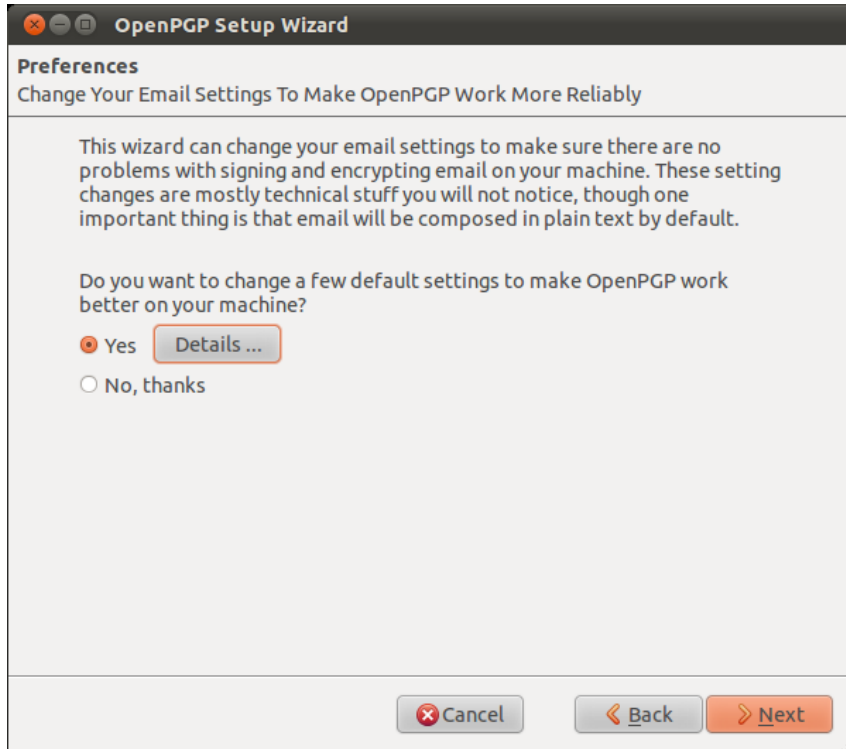 OpenPGP Setup Wizard
Preferences
Change Your Email Settings To Make OpenPGP Work More Reliably
This wizard can change your email settings to make sure there are no
problems with signing and encrypting email on your machine. These setting
changes are mostly technical stuff you will not notice, though one
important thing is that email will be composed in plain text by default.
Do you want to change a few default settings to make OpenPGP work
better on your machine?
Yes Details ...
No, thanks
Cancel Back Next